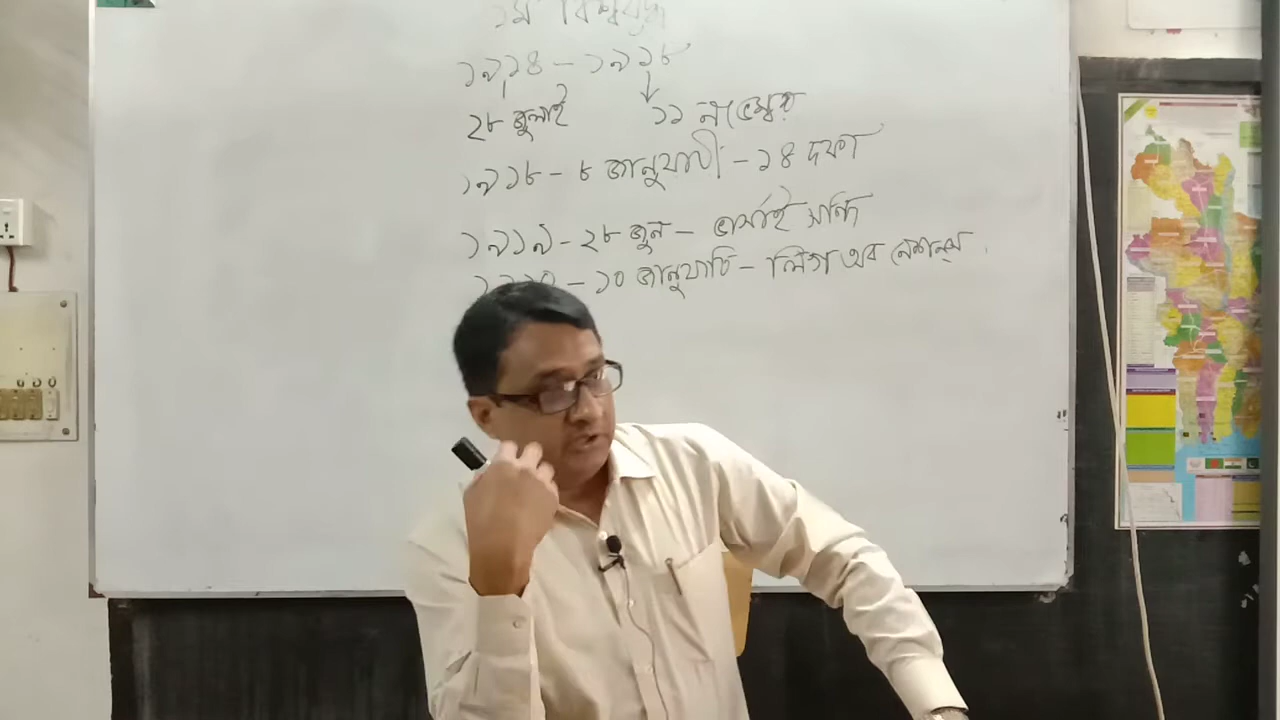 ১ম বিশ্বযুদ্ধ
১৯১৪ – ১৯১৮
২৮ জুলাই ১১ নভেম্বর
১৯১৮ – ৮ জানুয়ারী – ১৪ দফা
১৯১৯ – ২৮ জুন – ভার্সাই সন্ধি
– ১০ জানুয়ারি – লিগ অব নেশনস